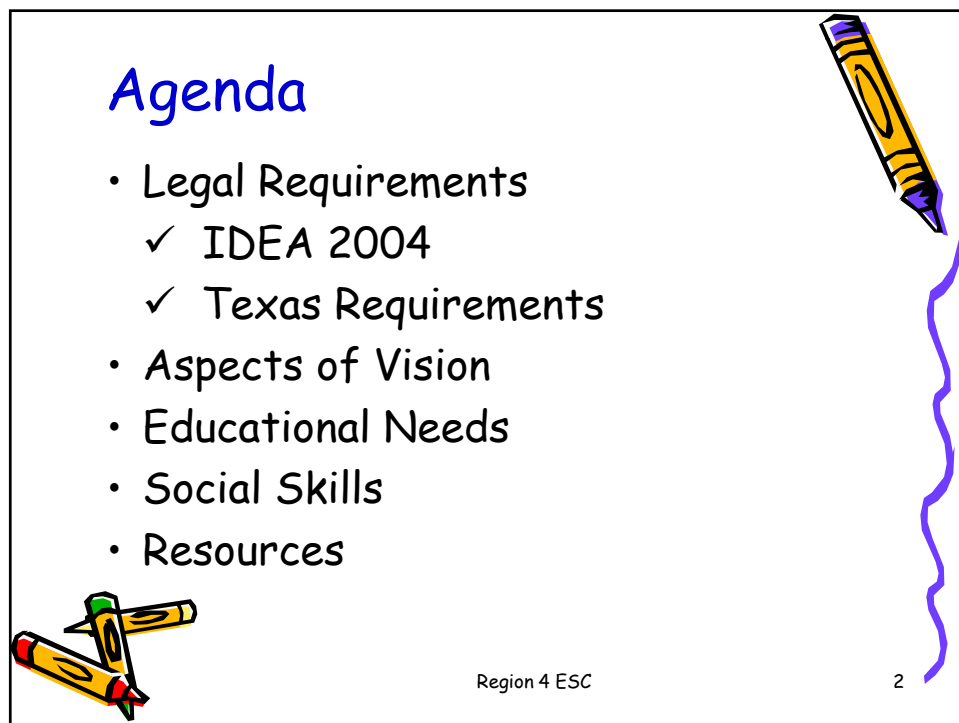 Agenda
• Legal Requirements
✓ IDEA 2004
✓ Texas Requirements
• Aspects of Vision
• Educational Needs
• Social Skills
• Resources
Region 4 ESC
2